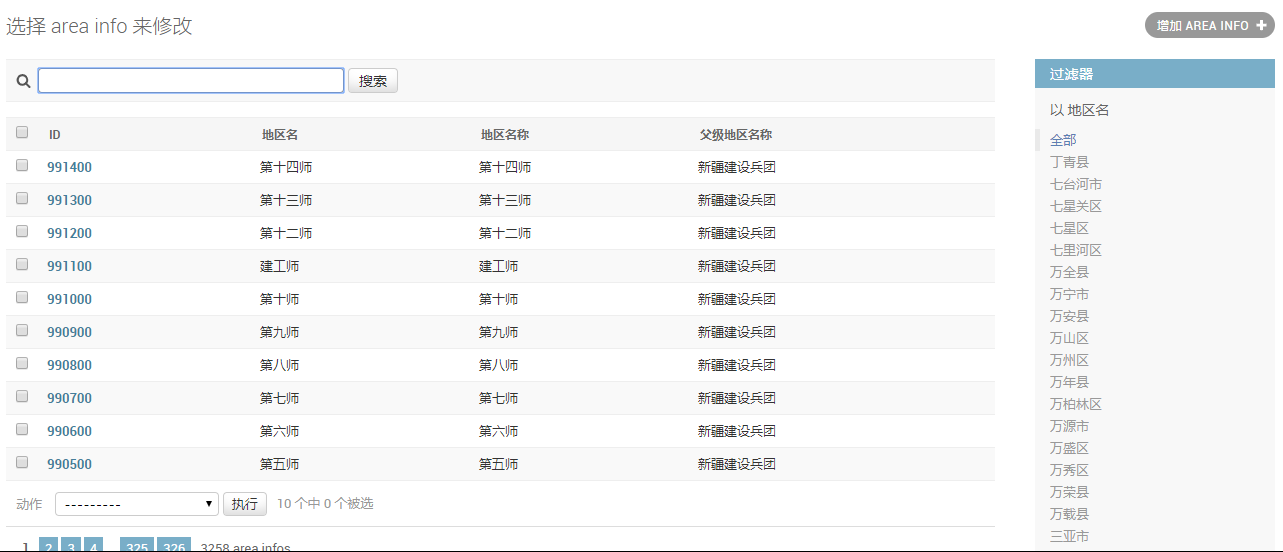 选择 area info 来修改
增加 AREA INFO
搜索
ID 地区名 地区名称 父级地区名称
991400 第十四师 第十四师 新疆建设兵团
991300 第十三师 第十三师 新疆建设兵团
991200 第十二师 第十二师 新疆建设兵团
991100 建工师 建工师 新疆建设兵团
991000 第十师 第十师 新疆建设兵团
990900 第九师 第九师 新疆建设兵团
990800 第八师 第八师 新疆建设兵团
990700 第七师 第七师 新疆建设兵团
990600 第六师 第六师 新疆建设兵团
990500 第五师 第五师 新疆建设兵团
动作 --------- 执行 10 个中 0 个被选
1 2 3 4 ... 325 326 3258 area infos
过滤器
以 地区名
全部
丁青县
七台河市
七星关区
七星区
七里河区
万全县
万宁市
万安县
万山区
万州区
万年县
万柏林区
万源市
万盛区
万秀区
万荣县
万载县
三亚市